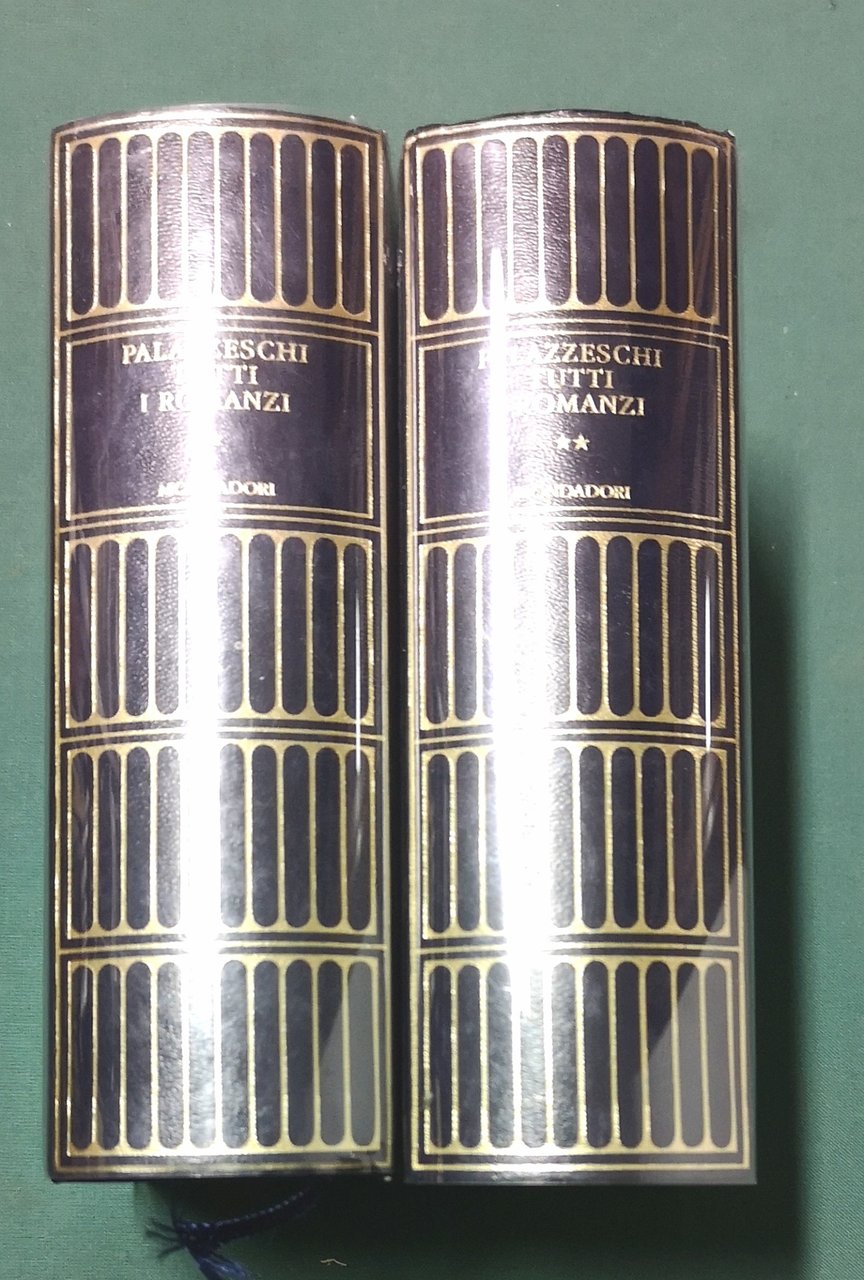 PALAZZESCHI
TUTTI
I ROMANZI
★
MONDADORI
PALAZZESCHI
TUTTI
I ROMANZI
★★
MONDADORI